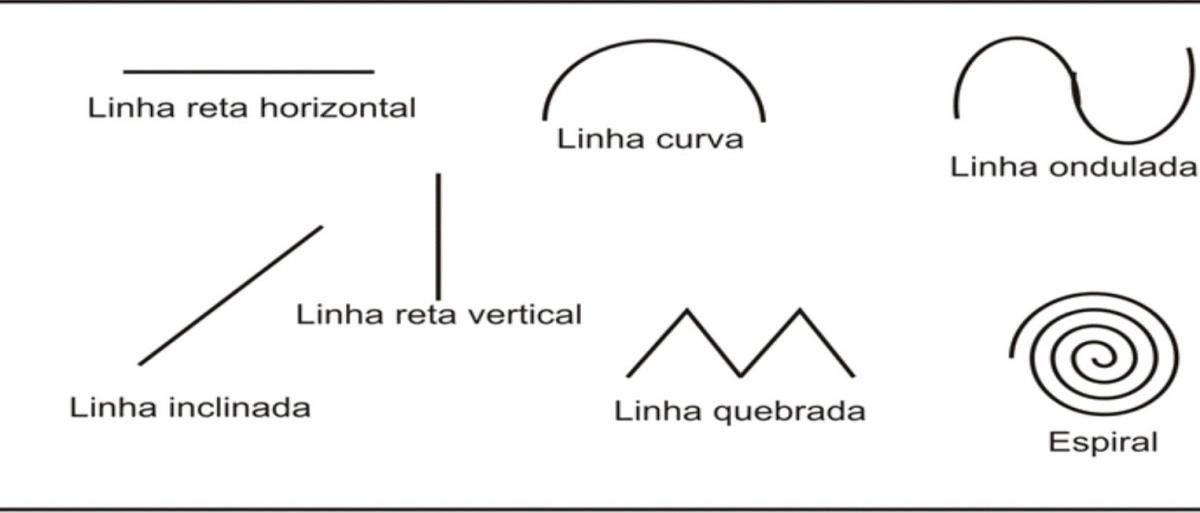 Linha reta horizontal
Linha curva
Linha ondulada
Linha reta vertical
Linha inclinada
Linha quebrada
Espiral